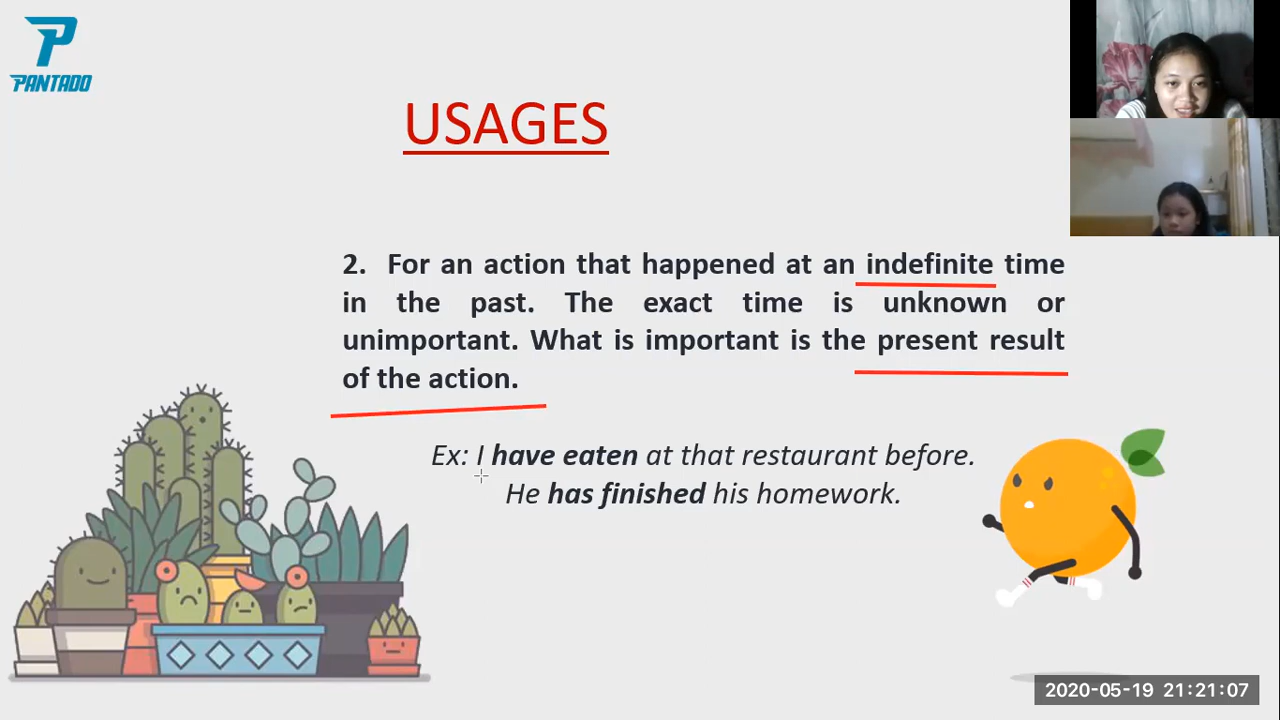 PANTADO
USAGES
2. For an action that happened at an indefinite time
in the past. The exact time is unknown or
unimportant. What is important is the present result
of the action.
Ex: I have eaten at that restaurant before.
He has finished his homework.
2020-05-19 21:21:07